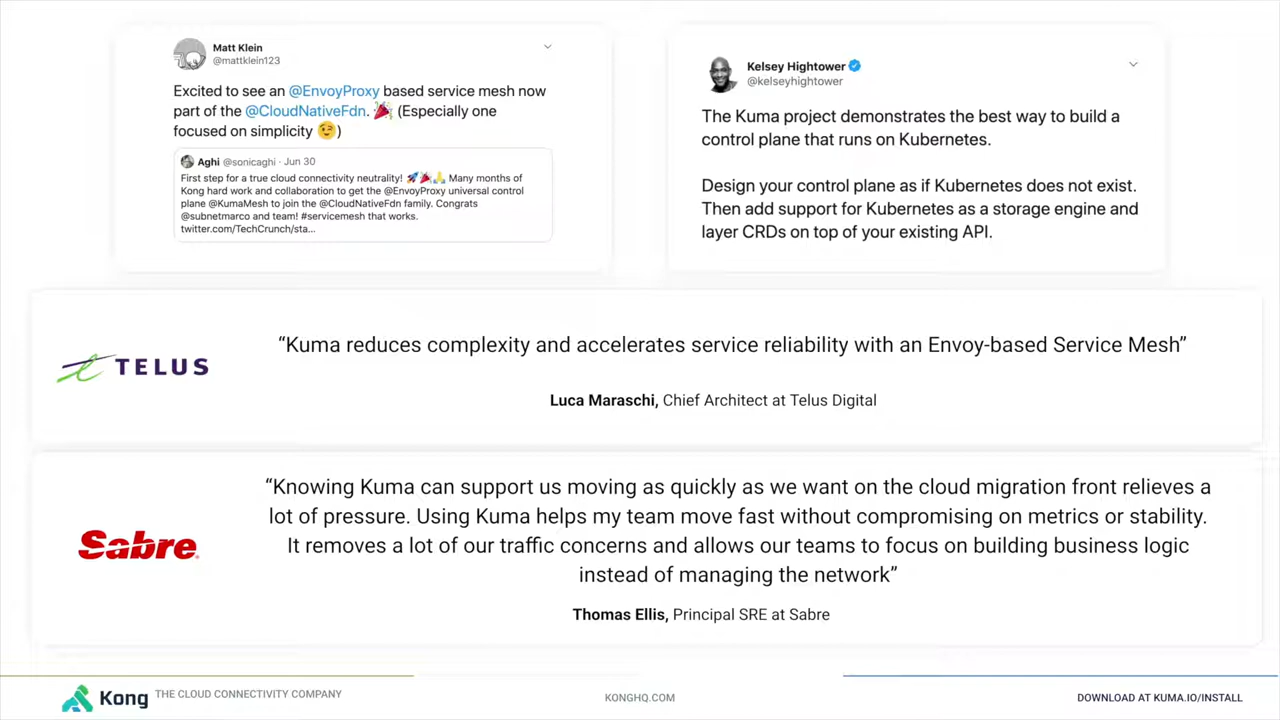 Matt Klein
@mattklein123
Excited to see an @EnvoyProxy based service mesh now
part of the @CloudNativeFdn. 🎉 (Especially one
focused on simplicity 😉)
Aghi @sonicaghi · Jun 30
First step for a true cloud connectivity neutrality! 🚀🎉🙏 Many months of
Kong hard work and collaboration to get the @EnvoyProxy universal control
plane @KumaMesh to join the @CloudNativeFdn family. Congrats
@subnetmarco and team! #servicemesh that works.
twitter.com/TechCrunch/sta...
Kelsey Hightower
@kelseyhightower
The Kuma project demonstrates the best way to build a
control plane that runs on Kubernetes.
Design your control plane as if Kubernetes does not exist.
Then add support for Kubernetes as a storage engine and
layer CRDs on top of your existing API.
TELUS
“Kuma reduces complexity and accelerates service reliability with an Envoy-based Service Mesh”
Luca Maraschi, Chief Architect at Telus Digital
Sabre
“Knowing Kuma can support us moving as quickly as we want on the cloud migration front relieves a
lot of pressure. Using Kuma helps my team move fast without compromising on metrics or stability.
It removes a lot of our traffic concerns and allows our teams to focus on building business logic
instead of managing the network”
Thomas Ellis, Principal SRE at Sabre
Kong THE CLOUD CONNECTIVITY COMPANY
KONGHQ.COM
DOWNLOAD AT KUMA.IO/INSTALL